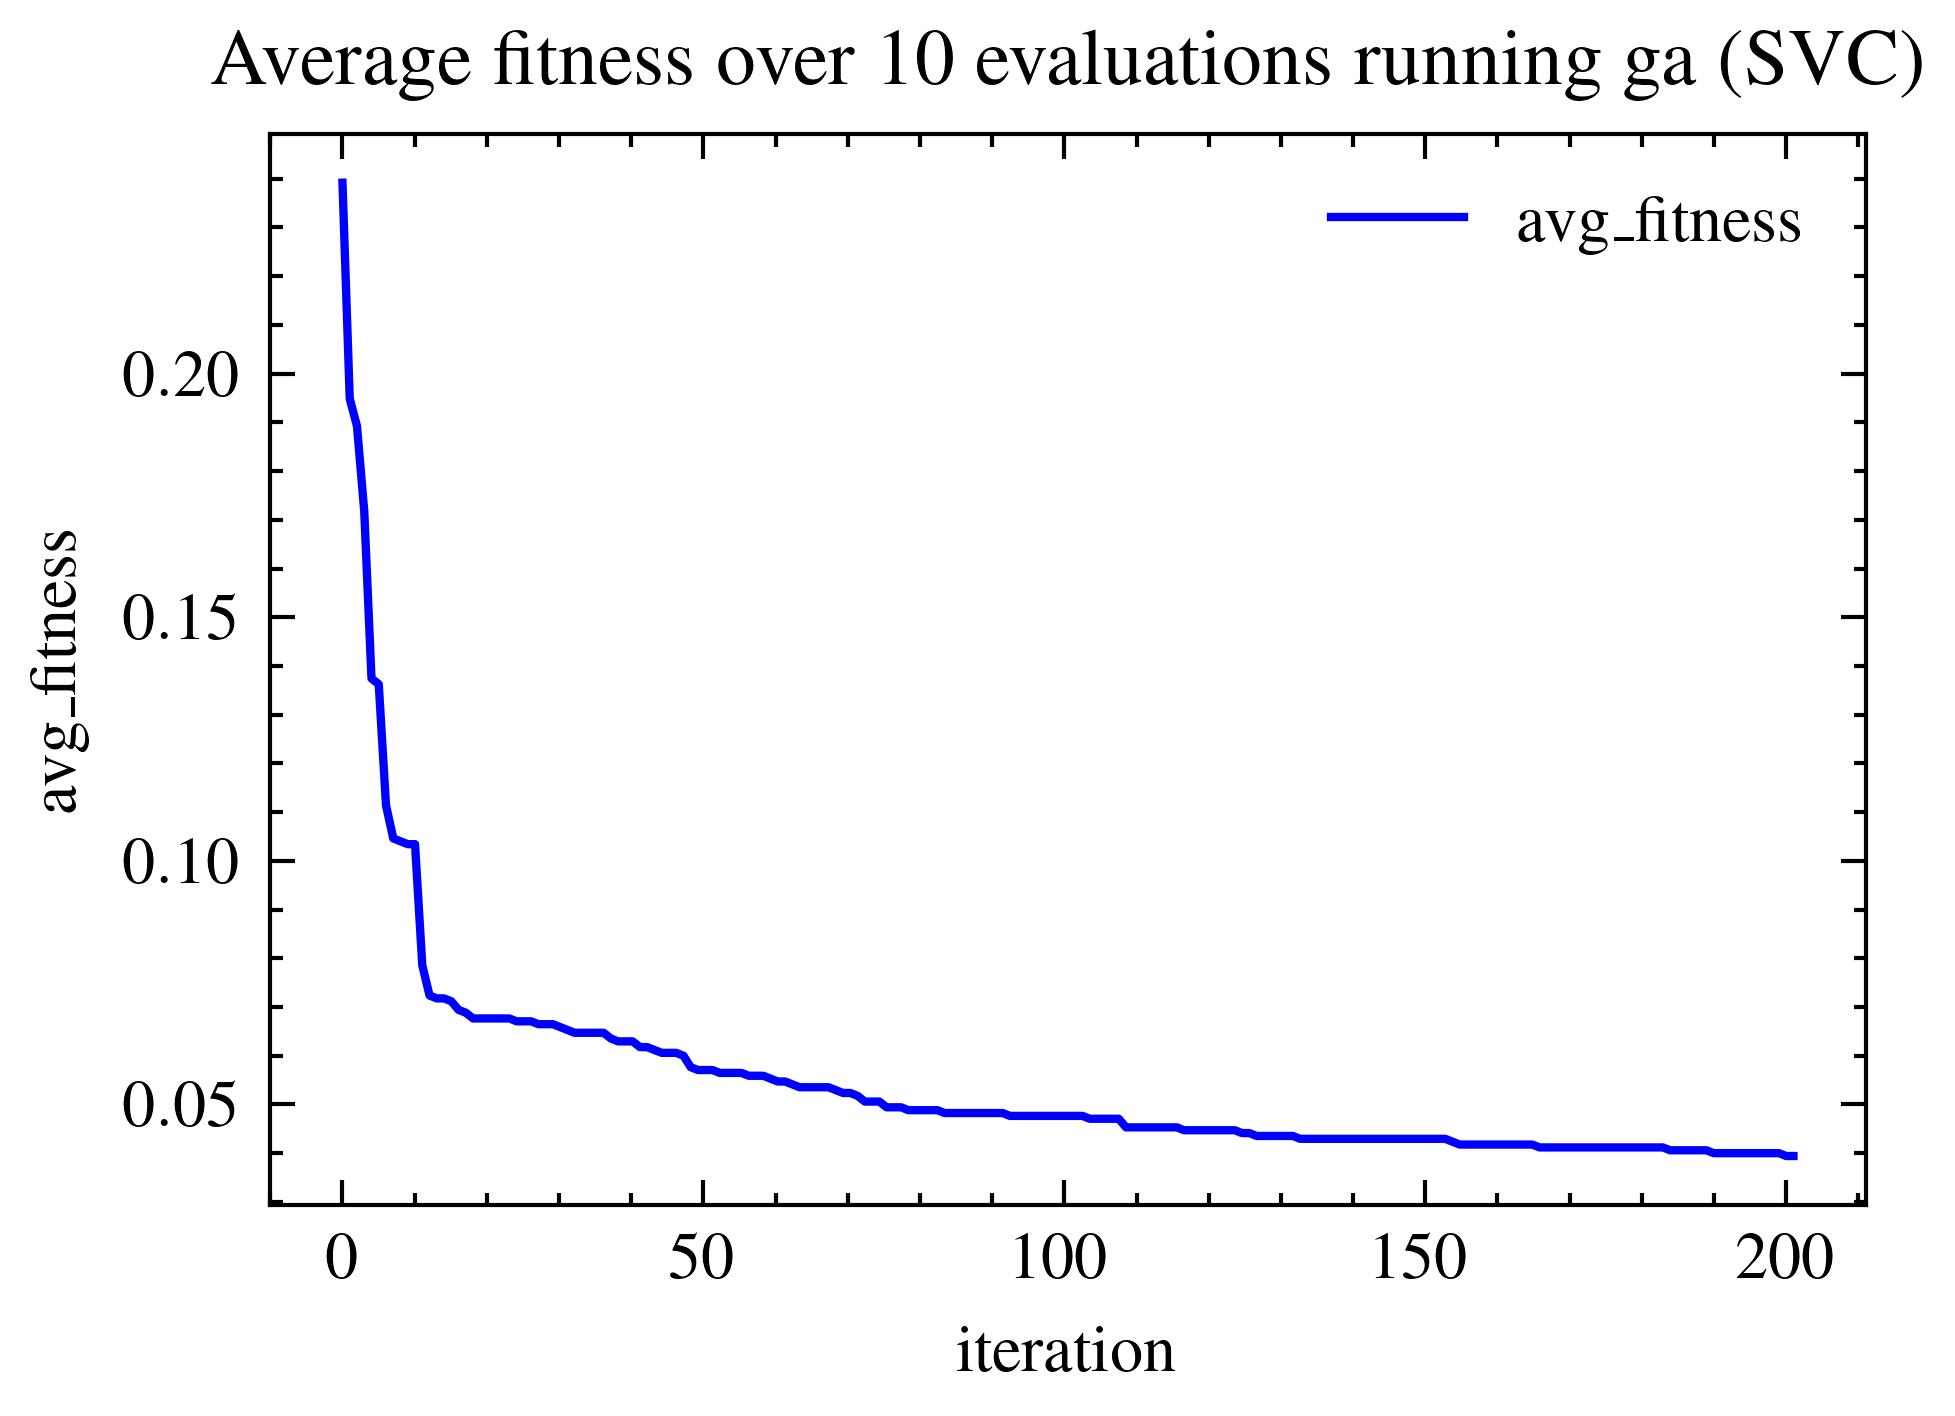 Average fitness over 10 evaluations running ga (SVC)
avg_fitness
0.20
0.15
0.10
0.05
avg_fitness
0 50 100 150 200
iteration